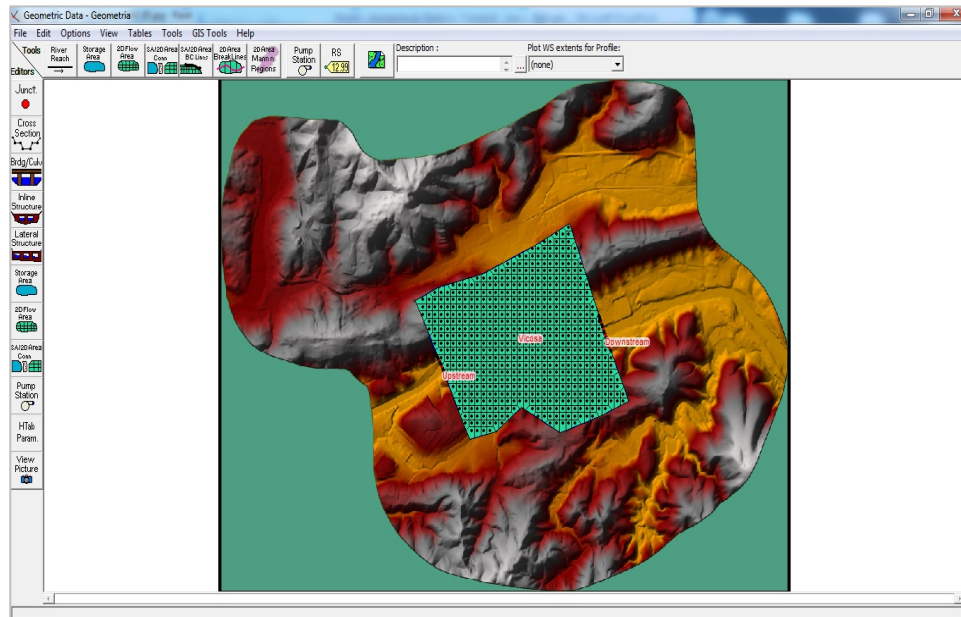 Geometric Data - Geometria
File Edit Options View Tables Tools GIS Tools Help
Tools
Editors
River
Reach
Storage
Area
2D Flow
Area
SA/2D Area
Conn
SA/2D Area
BC Lines
2D Area
BreakLines
2D Area
Mann n
Regions
Pump
Station
RS
12.99
Description :
...
Plot WS extents for Profile:
(none)
Junct.
Cross
Section
Brdg/Culv
Inline
Structure
Lateral
Structure
Storage
Area
2D Flow
Area
SA/2D Area
Conn
Pump
Station
HTab
Param.
View
Picture
Vicosa
Downstream
Upstream